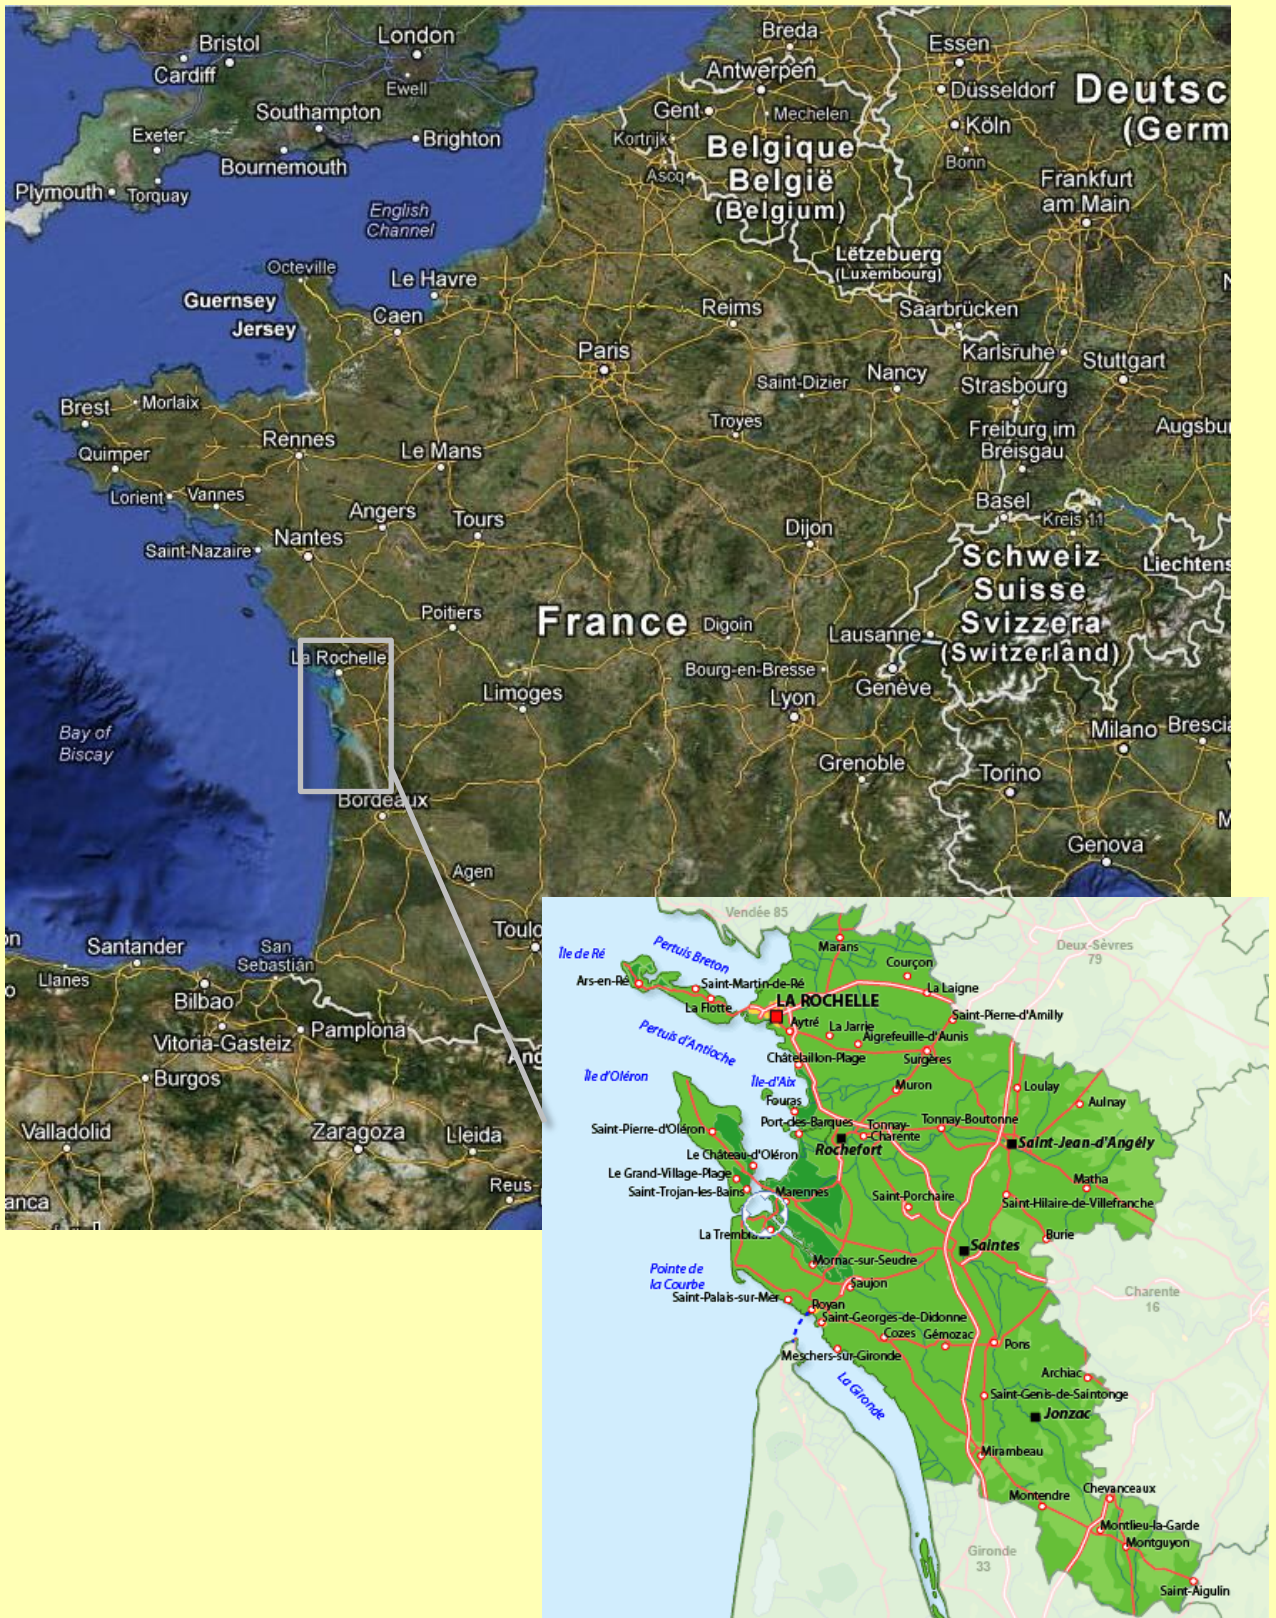 Bristol
London
Cardiff
Ewell
Southampton
Exeter
Brighton
Bournemouth
Plymouth
Torquay
English
Channel
Breda
Essen
Antwerpen
Düsseldorf
Deutsc
(Germ
Gent
Mechelen
Köln
Kortrijk
Belgique
België
(Belgium)
Bonn
Ascq
Frankfurt
am Main
Lëtzebuerg
(Luxembourg)
Octeville
Le Havre
Guernsey
Jersey
Caen
Reims
Saarbrücken
Paris
Karlsruhe
Stuttgart
Nancy
Saint-Dizier
Strasbourg
Brest
Morlaix
Troyes
Freiburg im
Breisgau
Augsbu
Rennes
Le Mans
Quimper
Lorient
Vannes
Angers
Tours
Basel
Kreis 11
Saint-Nazaire
Nantes
Dijon
Schweiz
Suisse
Svizzera
(Switzerland)
Liechtens
Poitiers
France
Digoin
Lausanne
La Rochelle
Bourg-en-Bresse
Genève
Limoges
Lyon
Bay of
Biscay
Milano
Bresci
Grenoble
Torino
Bordeaux
Genova
Agen
Toulo
Santander
San
Sebastián
Llanes
Bilbao
Vitoria-Gasteiz
Pamplona
Ang
Burgos
Valladolid
Zaragoza
Lleida
Reus
anca
Vendée 85
Île de Ré
Pertuis Breton
Marans
Deux-Sèvres
79
Courçon
Ars-en-Ré
Saint-Martin-de-Ré
La Laigne
La Flotte
LA ROCHELLE
Aytré
La Jarrie
Saint-Pierre-d'Amilly
Pertuis d'Antioche
Aigrefeuille-d'Aunis
Châtelaillon-Plage
Surgères
Île d'Oléron
Île-d'Aix
Muron
Loulay
Fouras
Aulnay
Saint-Pierre-d'Oléron
Port-des-Barques
Tonnay-
Charente
Tonnay-Boutonne
Rochefort
Saint-Jean-d'Angély
Le Château-d'Oléron
Le Grand-Village-Plage
Matha
Saint-Trojan-les-Bains
Marennes
Saint-Porchaire
Saint-Hilaire-de-Villefranche
La Tremblade
Burie
Saintes
Mornac-sur-Seudre
Pointe de
la Courbe
Saujon
Charente
16
Saint-Palais-sur-Mer
Royan
Saint-Georges-de-Didonne
Cozes
Gémozac
Pons
Meschers-sur-Gironde
Archiac
La Gironde
Saint-Genis-de-Saintonge
Jonzac
Mirambeau
Chevanceaux
Montendre
Montlieu-la-Garde
Montguyon
Gironde
33
Saint-Aigulin